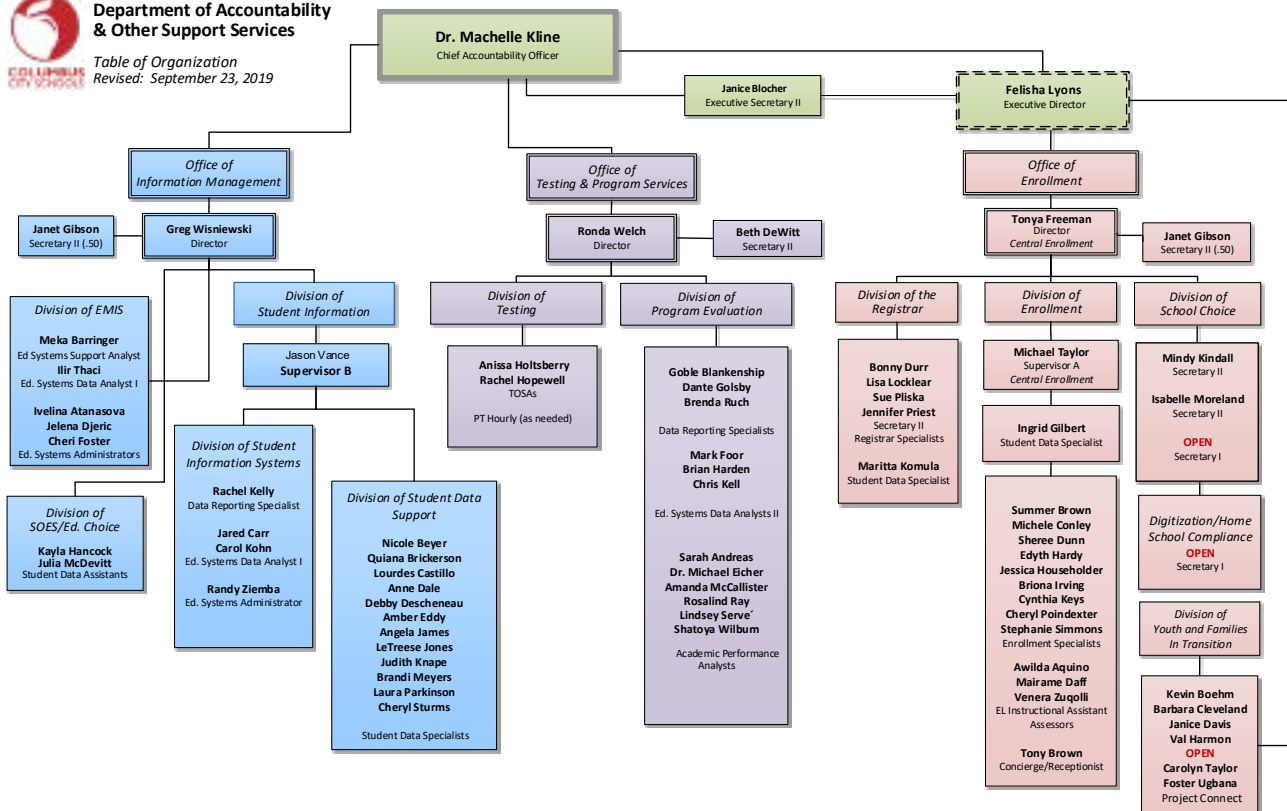 Department of Accountability
& Other Support Services
Table of Organization
Revised: September 23, 2019
COLUMBUS
CITY SCHOOLS
Dr. Machelle Kline
Chief Accountability Officer
Janice Blocher
Executive Secretary II
Felisha Lyons
Executive Director
Office of
Information Management
Janet Gibson
Secretary II (.50)
Greg Wisniewski
Director
Division of EMIS
Meka Barringer
Ed Systems Support Analyst
Ilir Thaci
Ed. Systems Data Analyst I
Ivelina Atanasova
Jelena Djeric
Cheri Foster
Ed. Systems Administrators
Division of
SOES/Ed. Choice
Kayla Hancock
Julia McDevitt
Student Data Assistants
Division of
Student Information
Jason Vance
Supervisor B
Division of Student
Information Systems
Rachel Kelly
Data Reporting Specialist
Jared Carr
Carol Kohn
Ed. Systems Data Analyst I
Randy Ziemba
Ed. Systems Administrator
Division of Student Data
Support
Nicole Beyer
Quiana Brickerson
Lourdes Castillo
Anne Dale
Debby Descheneau
Amber Eddy
Angela James
LeTreese Jones
Judith Knape
Brandi Meyers
Laura Parkinson
Cheryl Sturms
Student Data Specialists
Office of
Testing & Program Services
Ronda Welch
Director
Beth DeWitt
Secretary II
Division of
Testing
Anissa Holtsberry
Rachel Hopewell
TOSAs
PT Hourly (as needed)
Division of
Program Evaluation
Goble Blankenship
Dante Golsby
Brenda Ruch
Data Reporting Specialists
Mark Foor
Brian Harden
Chris Kell
Ed. Systems Data Analysts II
Sarah Andreas
Dr. Michael Eicher
Amanda McCallister
Rosalind Ray
Lindsey Serve´
Shatoya Wilburn
Academic Performance
Analysts
Office of
Enrollment
Tonya Freeman
Director
Central Enrollment
Janet Gibson
Secretary II (.50)
Division of the
Registrar
Bonny Durr
Lisa Locklear
Sue Pliska
Jennifer Priest
Secretary II
Registrar Specialists
Maritta Komula
Student Data Specialist
Division of
Enrollment
Michael Taylor
Supervisor A
Central Enrollment
Ingrid Gilbert
Student Data Specialist
Summer Brown
Michele Conley
Sheree Dunn
Edyth Hardy
Jessica Householder
Briona Irving
Cynthia Keys
Cheryl Poindexter
Stephanie Simmons
Enrollment Specialists
Awilda Aquino
Mairame Daff
Venera Zuqolli
EL Instructional Assistant
Assessors
Tony Brown
Concierge/Receptionist
Division of
School Choice
Mindy Kindall
Secretary II
Isabelle Moreland
Secretary II
OPEN
Secretary I
Digitization/Home
School Compliance
OPEN
Secretary I
Division of
Youth and Families
In Transition
Kevin Boehm
Barbara Cleveland
Janice Davis
Val Harmon
OPEN
Carolyn Taylor
Foster Ugbana
Project Connect